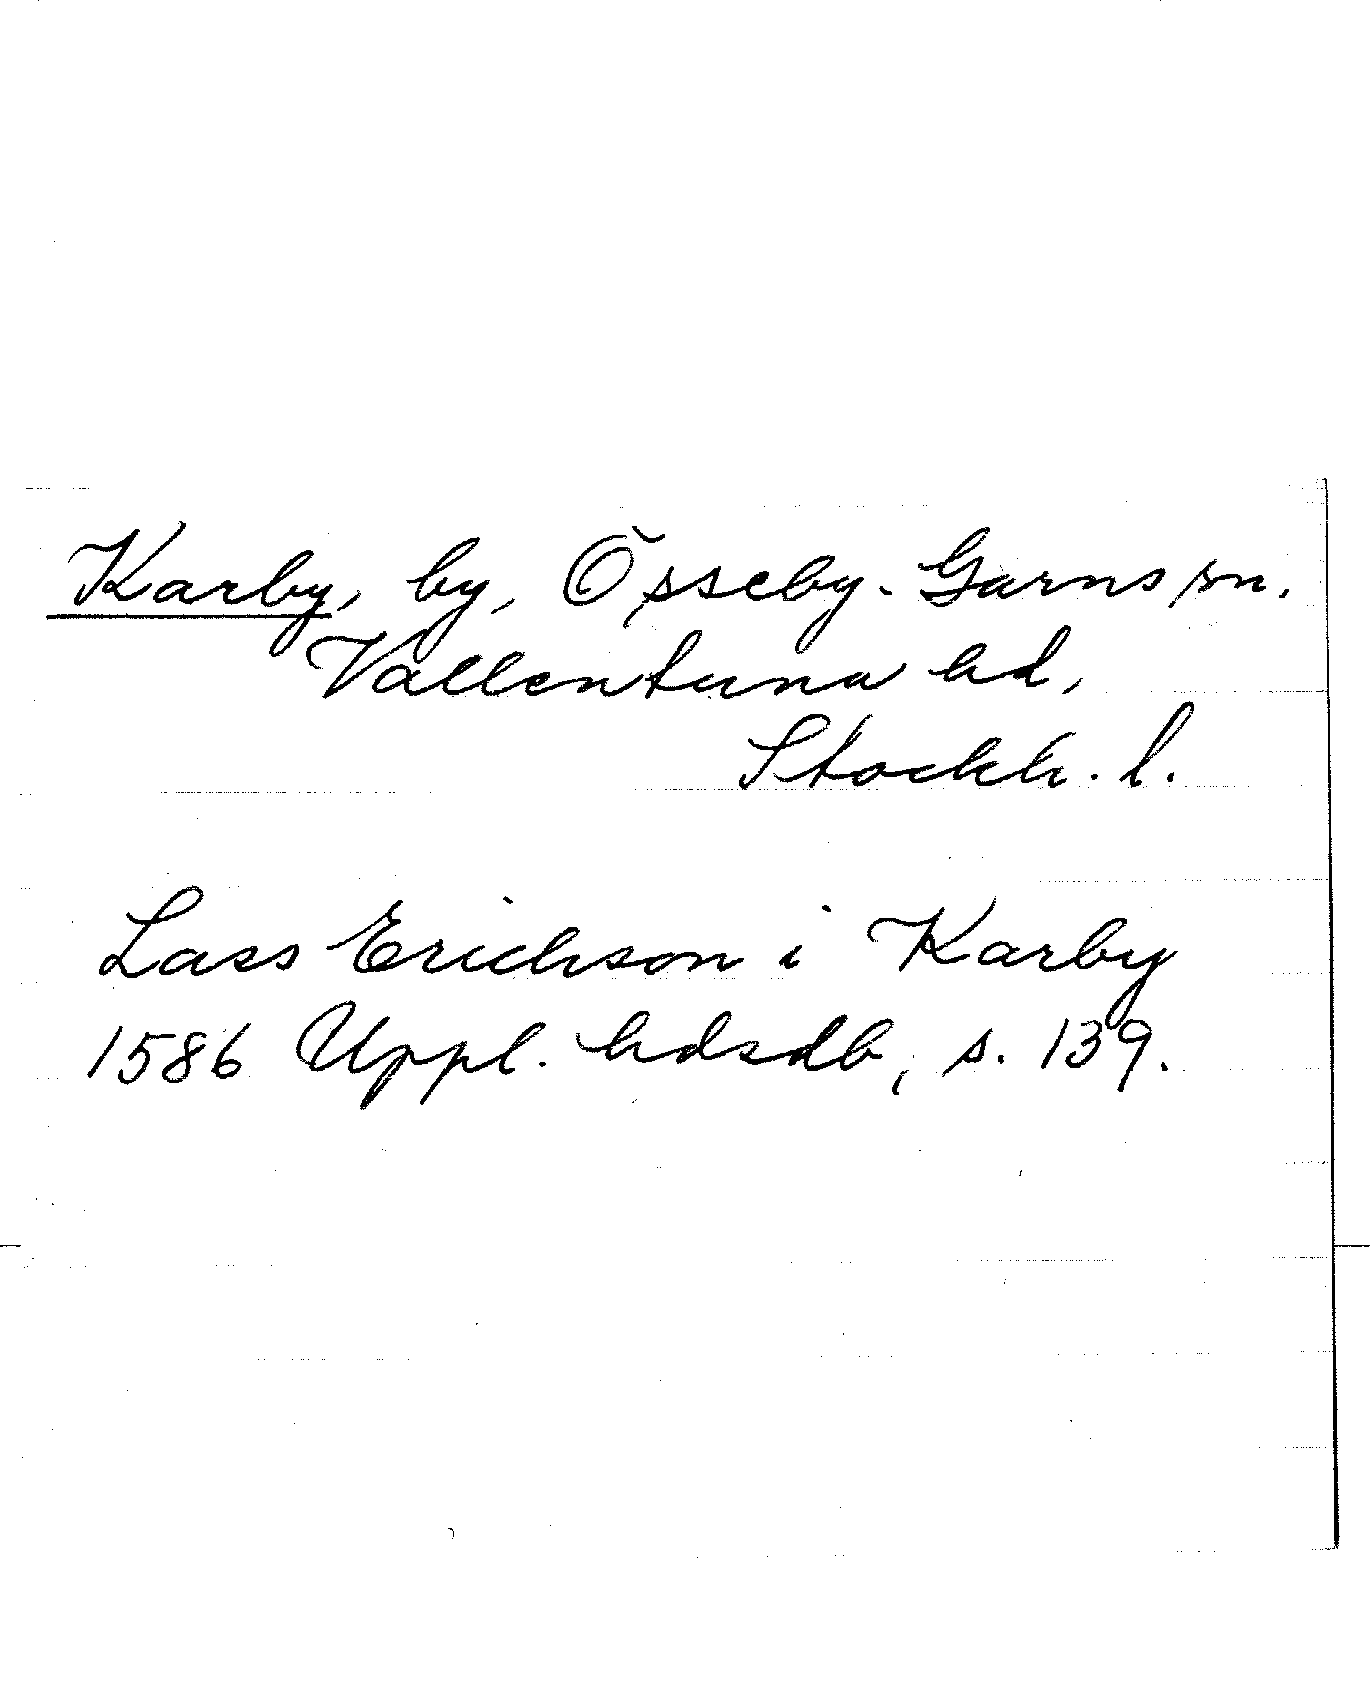 Karby, by, Össeby-Garns sn.
Vallentuna hd,
Stockh. l.
Lass Erichson i Karby
1586 Uppl. hdsdb, s. 139.